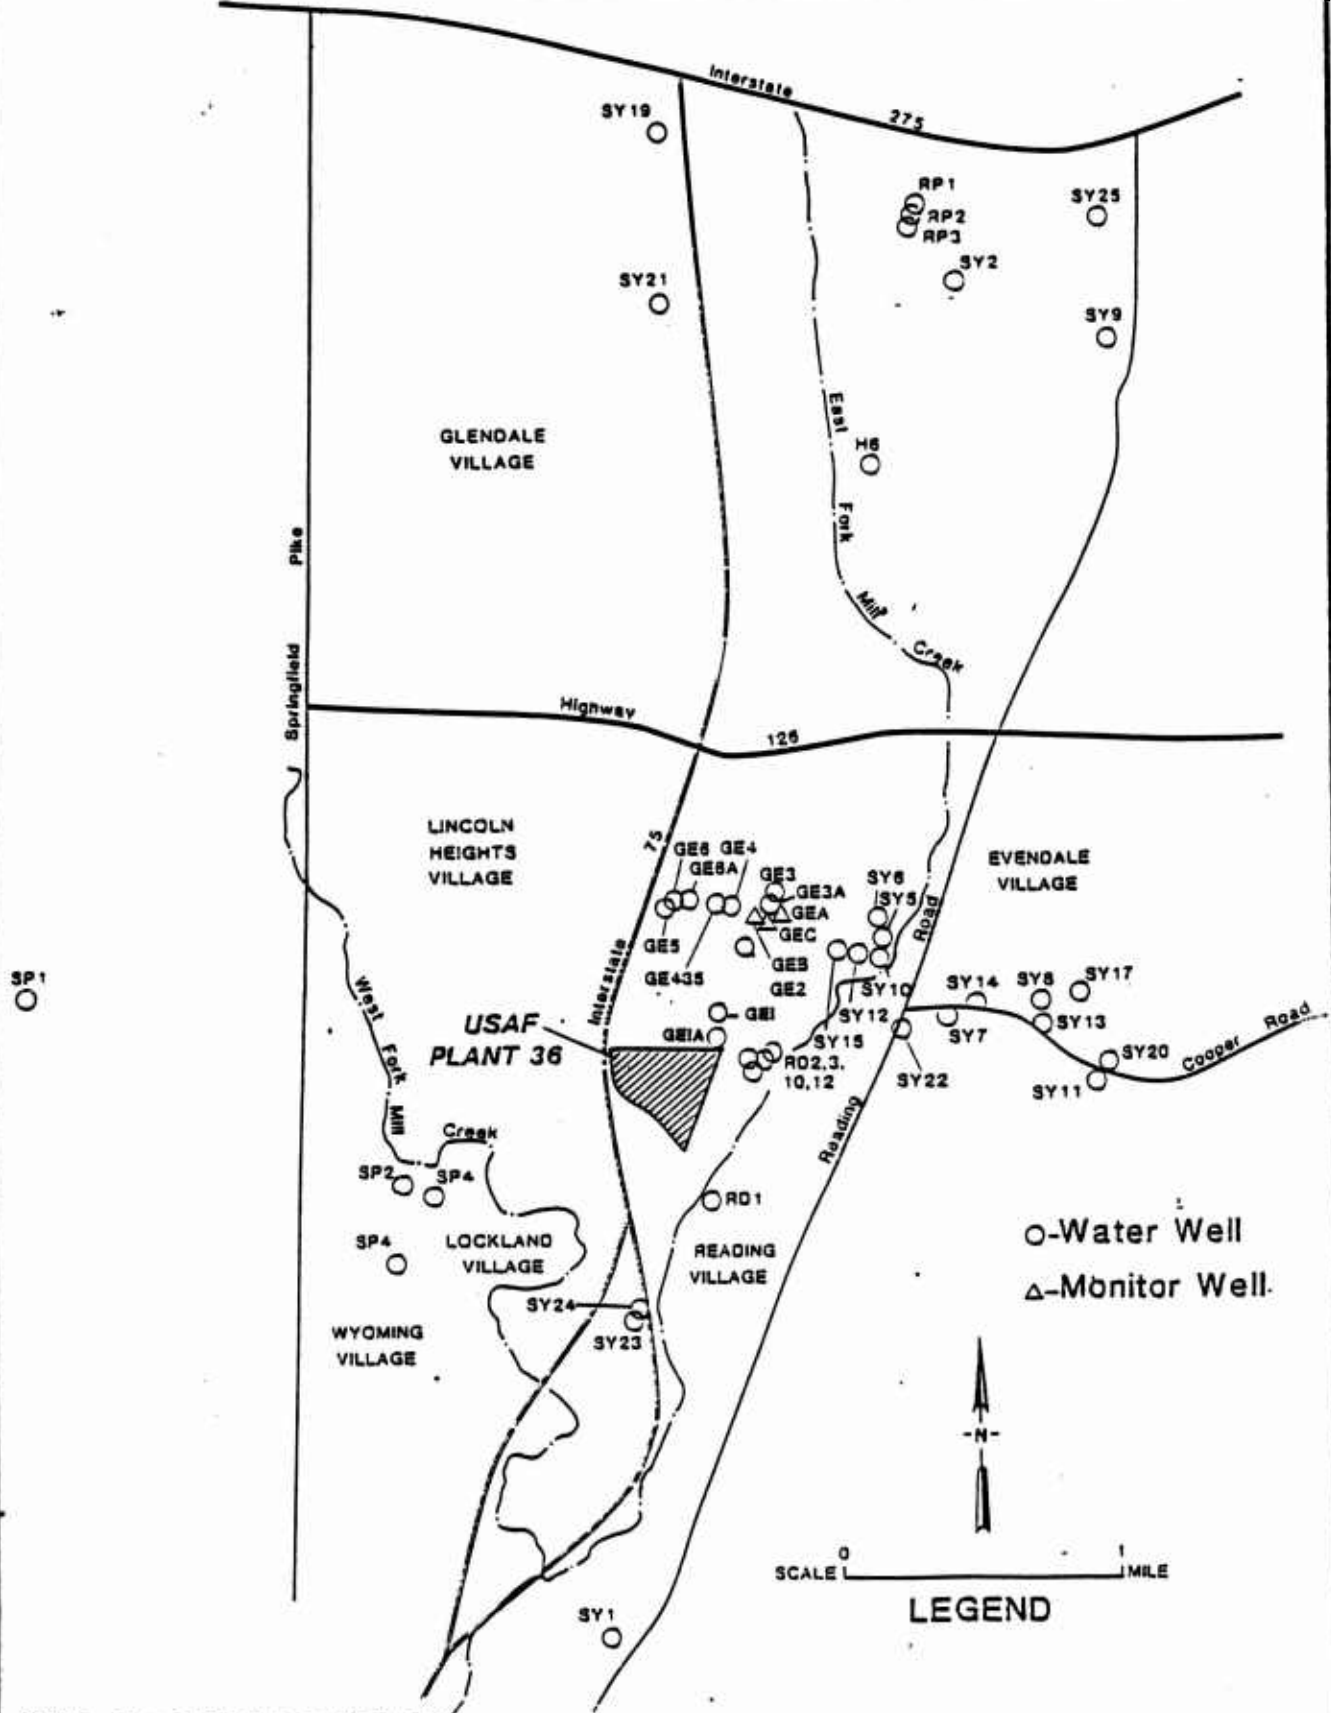 Interstate
275
SY19
RP1
RP2
RP3
SY25
SY2
SY21
SY9
East
Fork
Mill
Creek
H6
GLENDALE
VILLAGE
Springfield Pike
Highway
126
LINCOLN
HEIGHTS
VILLAGE
75
Interstate
GE6
GE4
GE6A
GE3
GE3A
GEA
GEC
GE5
GEB
GE435
GE2
SY6
SY5
EVENDALE
VILLAGE
Road
SP1
SY10
SY14
SY8
SY17
SY12
SY7
SY13
SY15
SY22
SY20
SY11
Cooper Road
GE1
GE1A
USAF
PLANT 36
RD2,3,
10,12
West
Fork
Mill
Creek
Reading
SP2
SP4
RD1
SP4
LOCKLAND
VILLAGE
READING
VILLAGE
O-Water Well
△-Monitor Well
SY24
SY23
WYOMING
VILLAGE
-N-
0
1
SCALE
MILE
LEGEND
SY1